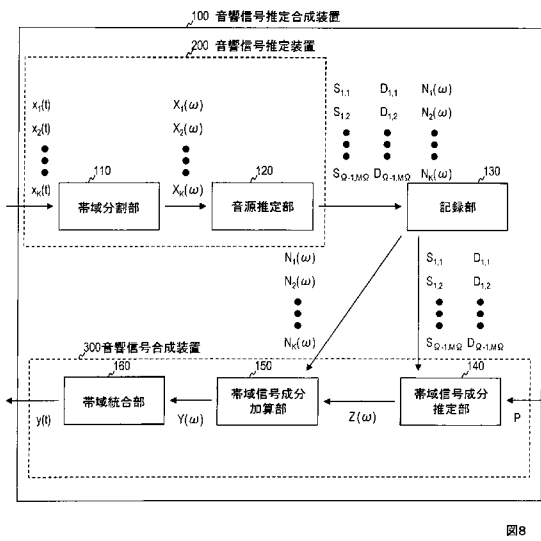 100 音響信号推定合成装置
200 音響信号推定装置
x1(t)
x2(t)
xK(t)
X1(ω)
X2(ω)
XK(ω)
S1,1 D1,1 N1(ω)
S1,2 D1,2 N2(ω)
SΩ-1,MΩ DΩ-1,MΩ NK(ω)
110
帯域分割部
120
音源推定部
130
記録部
N1(ω)
N2(ω)
NK(ω)
S1,1 D1,1
S1,2 D1,2
SΩ-1,MΩ DΩ-1,MΩ
300音響信号合成装置
160
帯域統合部
150
帯域信号成分
加算部
140
帯域信号成分
推定部
y(t)
Y(ω)
Z(ω)
P
図8